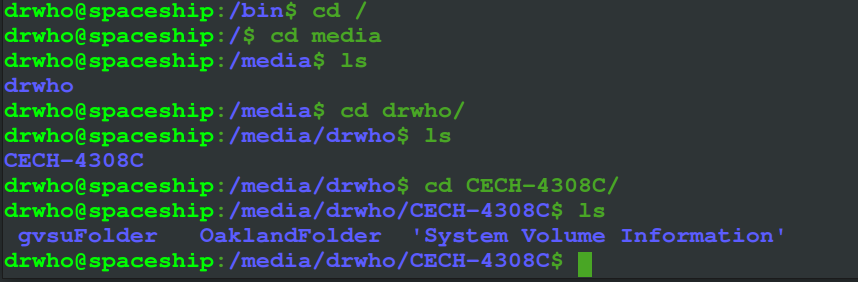 drwho@spaceship:/bin$ cd /
drwho@spaceship:/$ cd media
drwho@spaceship:/media$ ls
drwho
drwho@spaceship:/media$ cd drwho/
drwho@spaceship:/media/drwho$ ls
CECH-4308C
drwho@spaceship:/media/drwho$ cd CECH-4308C/
drwho@spaceship:/media/drwho/CECH-4308C$ ls
 gvsuFolder   OaklandFolder  'System Volume Information'
drwho@spaceship:/media/drwho/CECH-4308C$